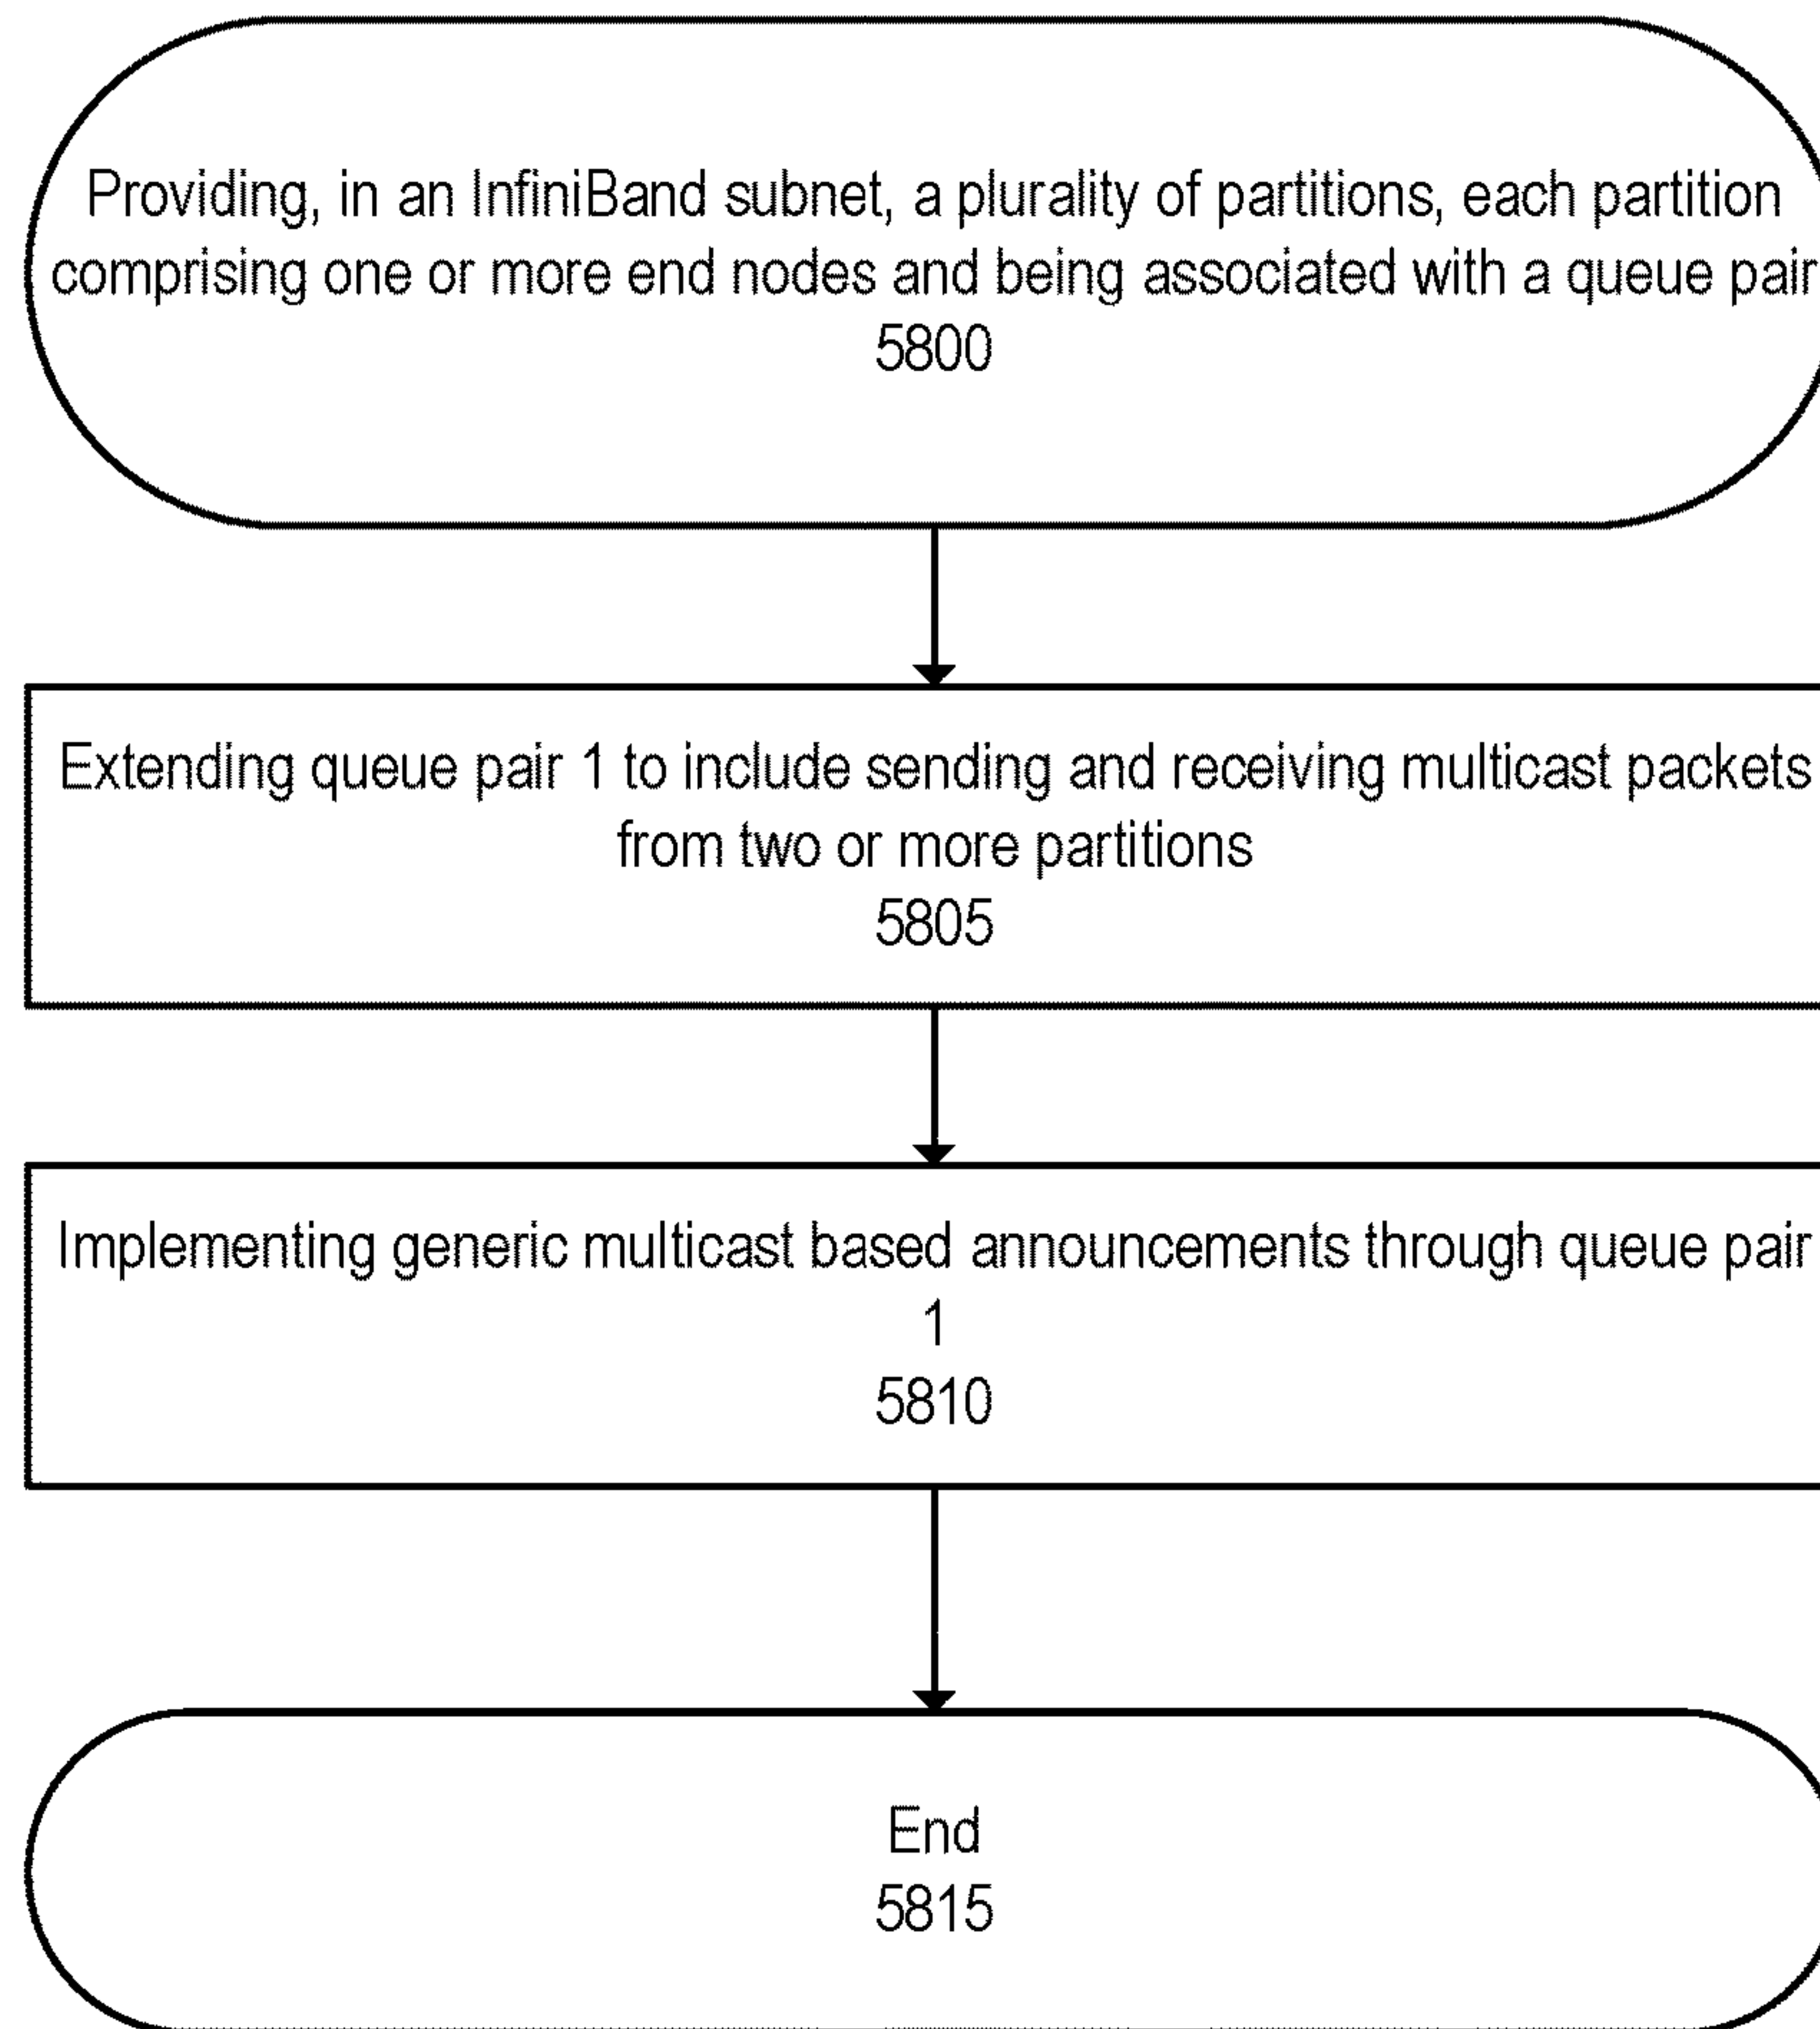 Providing, in an InfiniBand subnet, a plurality of partitions, each partition
comprising one or more end nodes and being associated with a queue pair
5800
Extending queue pair 1 to include sending and receiving multicast packets
from two or more partitions
5805
Implementing generic multicast based announcements through queue pair
1
5810
End
5815